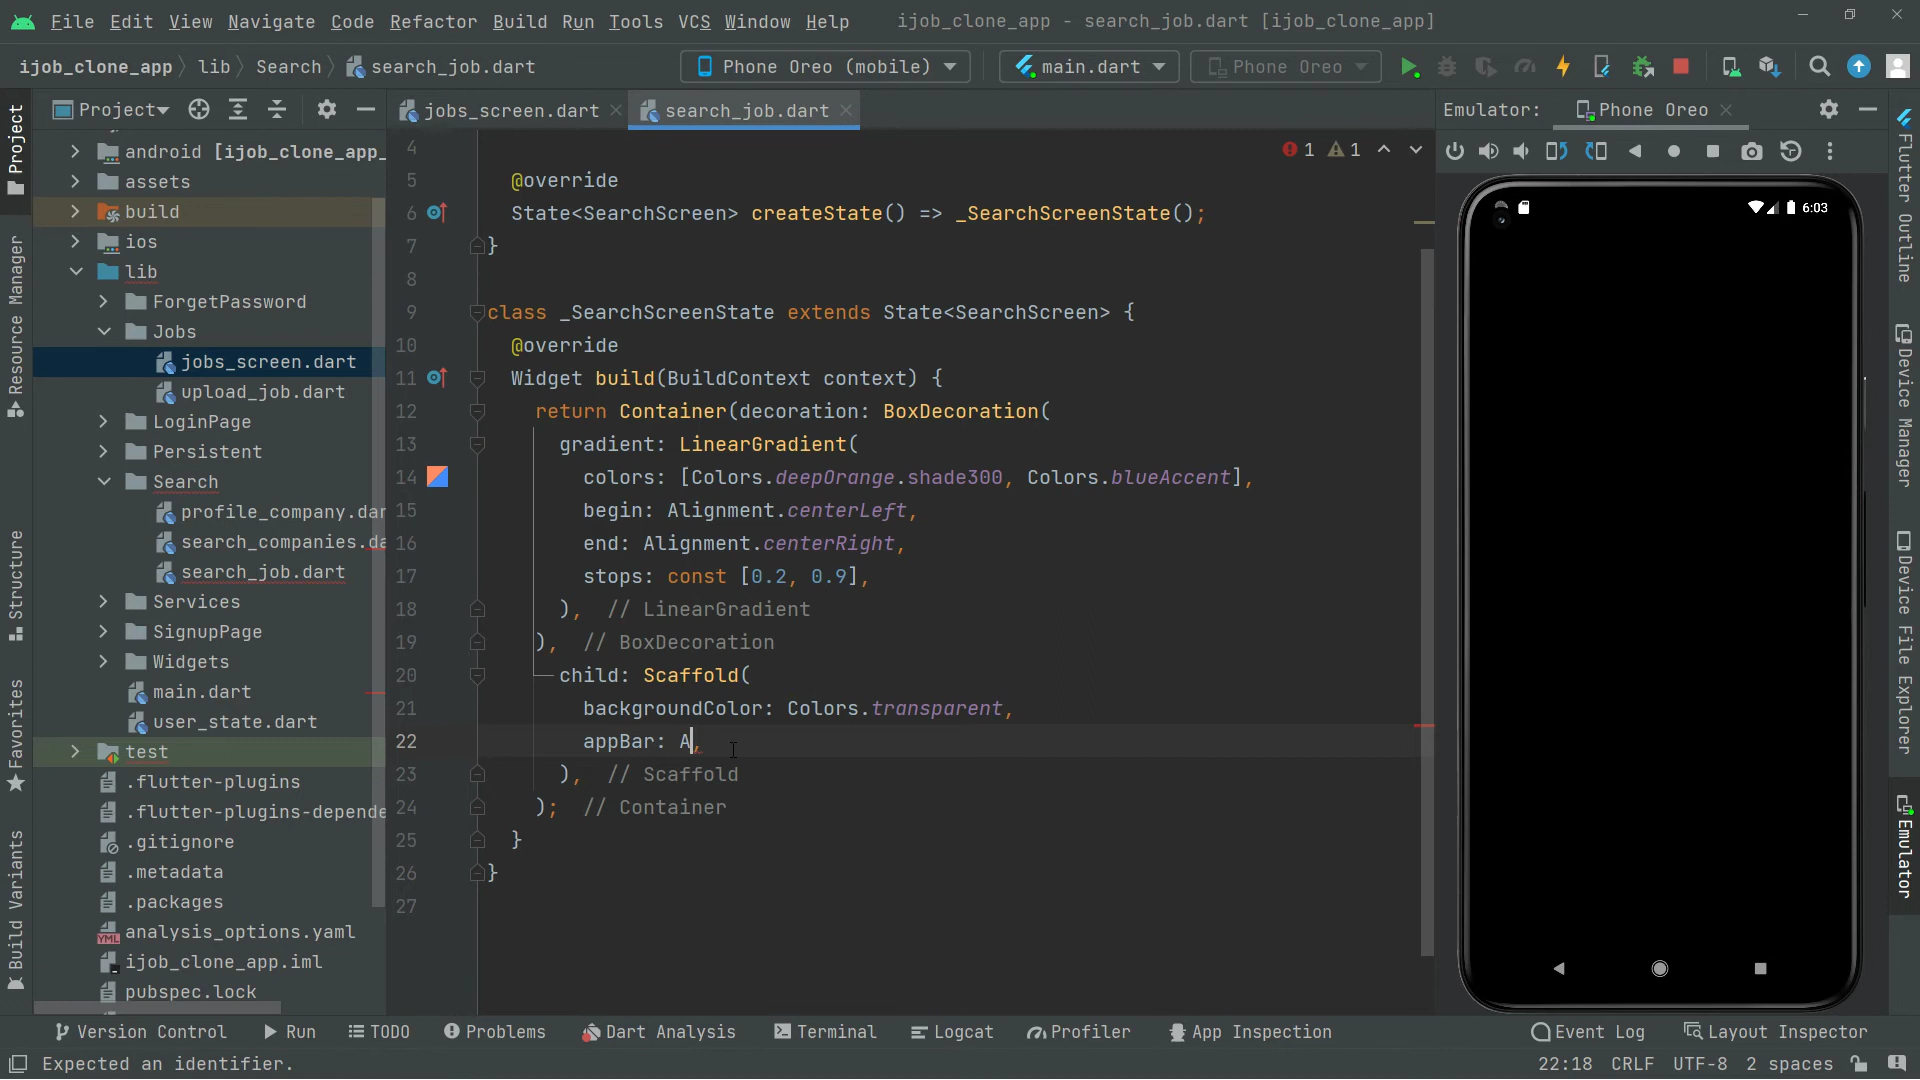 File Edit View Navigate Code Refactor Build Run Tools VCS Window Help ijob_clone_app - search_job.dart [ijob_clone_app]
ijob_clone_app lib Search search_job.dart Phone Oreo (mobile) main.dart Phone Oreo
Project jobs_screen.dart search_job.dart Emulator: Phone Oreo
android [ijob_clone_app_
assets
build
ios
lib
ForgetPassword
Jobs
jobs_screen.dart
upload_job.dart
LoginPage
Persistent
Search
profile_company.dar
search_companies.da
search_job.dart
Services
SignupPage
Widgets
main.dart
user_state.dart
test
.flutter-plugins
.flutter-plugins-depende
.gitignore
.metadata
.packages
analysis_options.yaml
ijob_clone_app.iml
pubspec.lock
1 1
4
5 @override
6 State<SearchScreen> createState() => _SearchScreenState();
7 }
8
9 class _SearchScreenState extends State<SearchScreen> {
10 @override
11 Widget build(BuildContext context) {
12 return Container(decoration: BoxDecoration(
13 gradient: LinearGradient(
14 colors: [Colors.deepOrange.shade300, Colors.blueAccent],
15 begin: Alignment.centerLeft,
16 end: Alignment.centerRight,
17 stops: const [0.2, 0.9],
18 ), // LinearGradient
19 ), // BoxDecoration
20 child: Scaffold(
21 backgroundColor: Colors.transparent,
22 appBar: A,
23 ), // Scaffold
24 ); // Container
25 }
26 }
27
6:03
Project
Resource Manager
Structure
Favorites
Build Variants
Flutter Outline
Device Manager
Device File Explorer
Emulator
Version Control Run TODO Problems Dart Analysis Terminal Logcat Profiler App Inspection Event Log Layout Inspector
Expected an identifier. 22:18 CRLF UTF-8 2 spaces